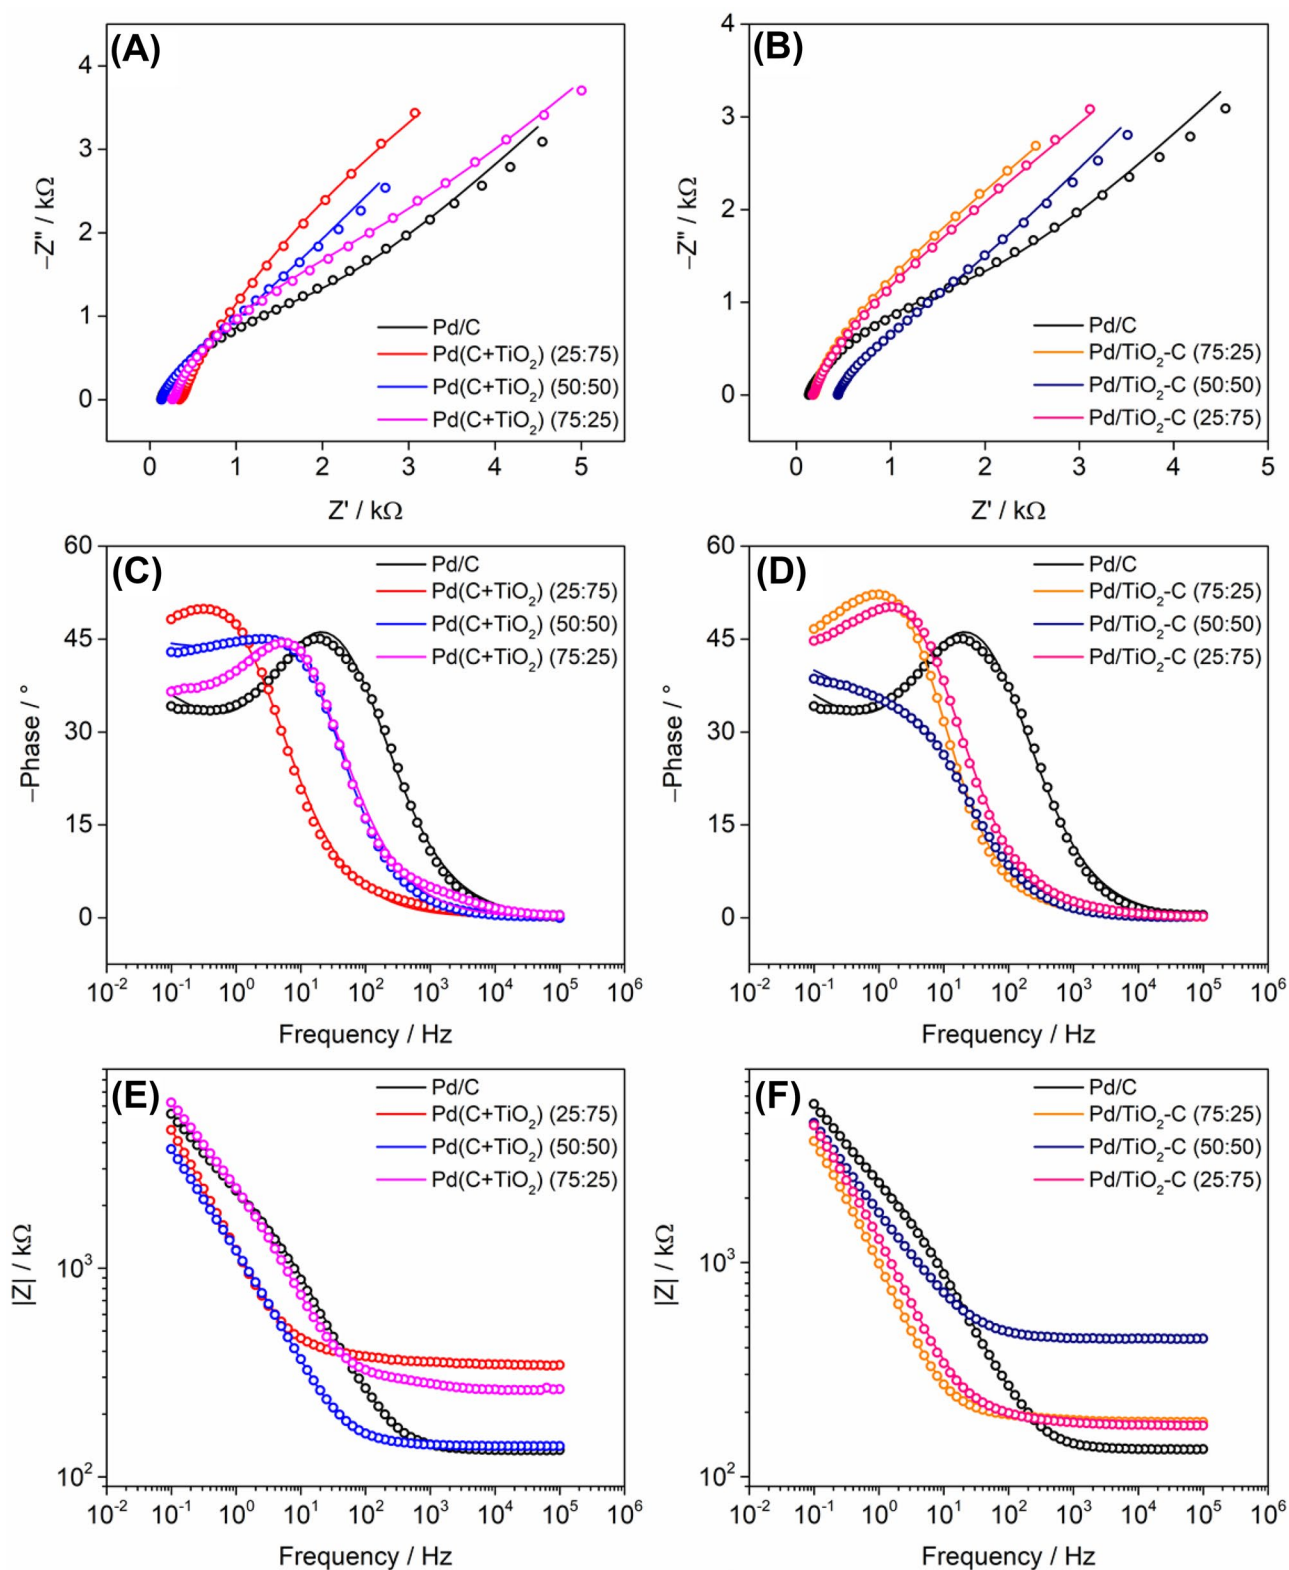 (A)
4
3
2
1
0
–Z" / kΩ
Pd/C
Pd(C+TiO2) (25:75)
Pd(C+TiO2) (50:50)
Pd(C+TiO2) (75:25)
0 1 2 3 4 5
Z' / kΩ
(B)
4
3
2
1
0
–Z" / kΩ
Pd/C
Pd/TiO2-C (75:25)
Pd/TiO2-C (50:50)
Pd/TiO2-C (25:75)
0 1 2 3 4 5
Z' / kΩ
(C)
60
45
30
15
0
–Phase / °
Pd/C
Pd(C+TiO2) (25:75)
Pd(C+TiO2) (50:50)
Pd(C+TiO2) (75:25)
10-2 10-1 100 101 102 103 104 105 106
Frequency / Hz
(D)
60
45
30
15
0
–Phase / °
Pd/C
Pd/TiO2-C (75:25)
Pd/TiO2-C (50:50)
Pd/TiO2-C (25:75)
10-2 10-1 100 101 102 103 104 105 106
Frequency / Hz
(E)
103
102
|Z| / kΩ
Pd/C
Pd(C+TiO2) (25:75)
Pd(C+TiO2) (50:50)
Pd(C+TiO2) (75:25)
10-2 10-1 100 101 102 103 104 105 106
Frequency / Hz
(F)
103
102
|Z| / kΩ
Pd/C
Pd/TiO2-C (75:25)
Pd/TiO2-C (50:50)
Pd/TiO2-C (25:75)
10-2 10-1 100 101 102 103 104 105 106
Frequency / Hz